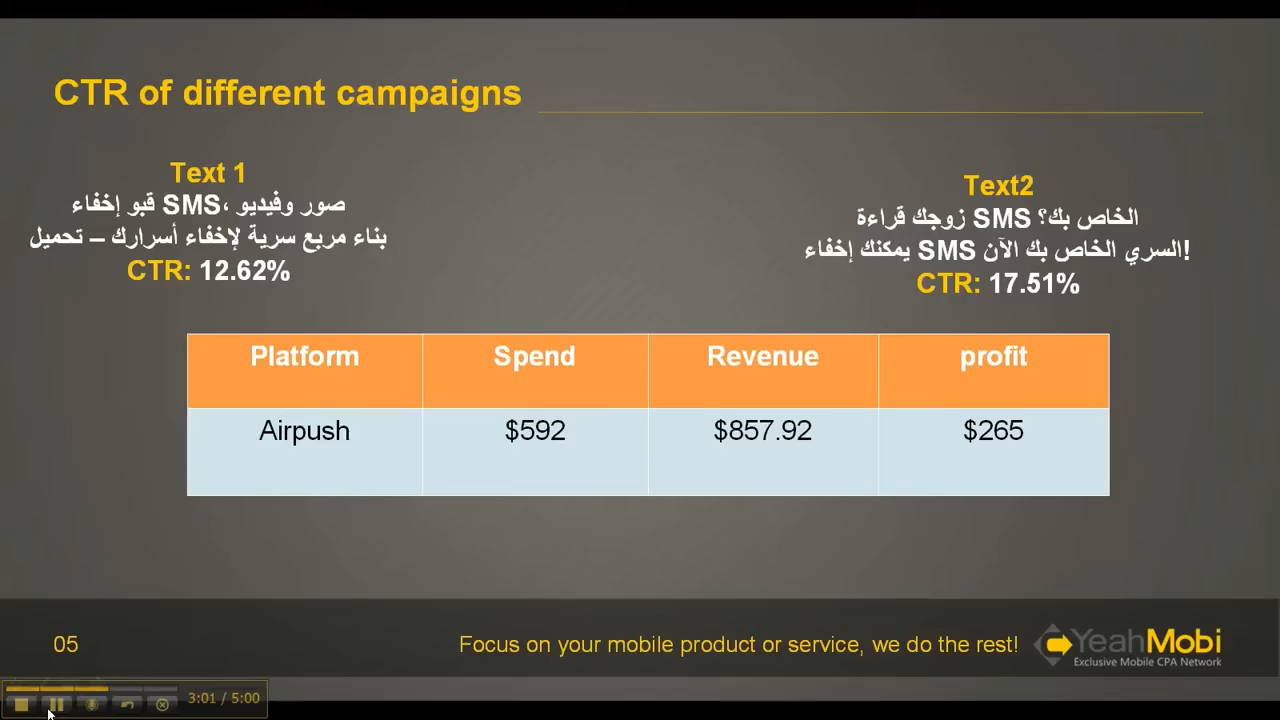 CTR of different campaigns
Text 1
صور وفيديو ،SMS قبو إخفاء
بناء مربع سرية لإخفاء أسرارك – تحميل
CTR: 12.62%
Text2
الخاص بك؟ SMS زوجك قراءة
!السري الخاص بك الآن SMS يمكنك إخفاء
CTR: 17.51%
Platform Spend Revenue profit
Airpush $592 $857.92 $265
05
Focus on your mobile product or service, we do the rest!
YeahMobi
Exclusive Mobile CPA Network
3:01 / 5:00